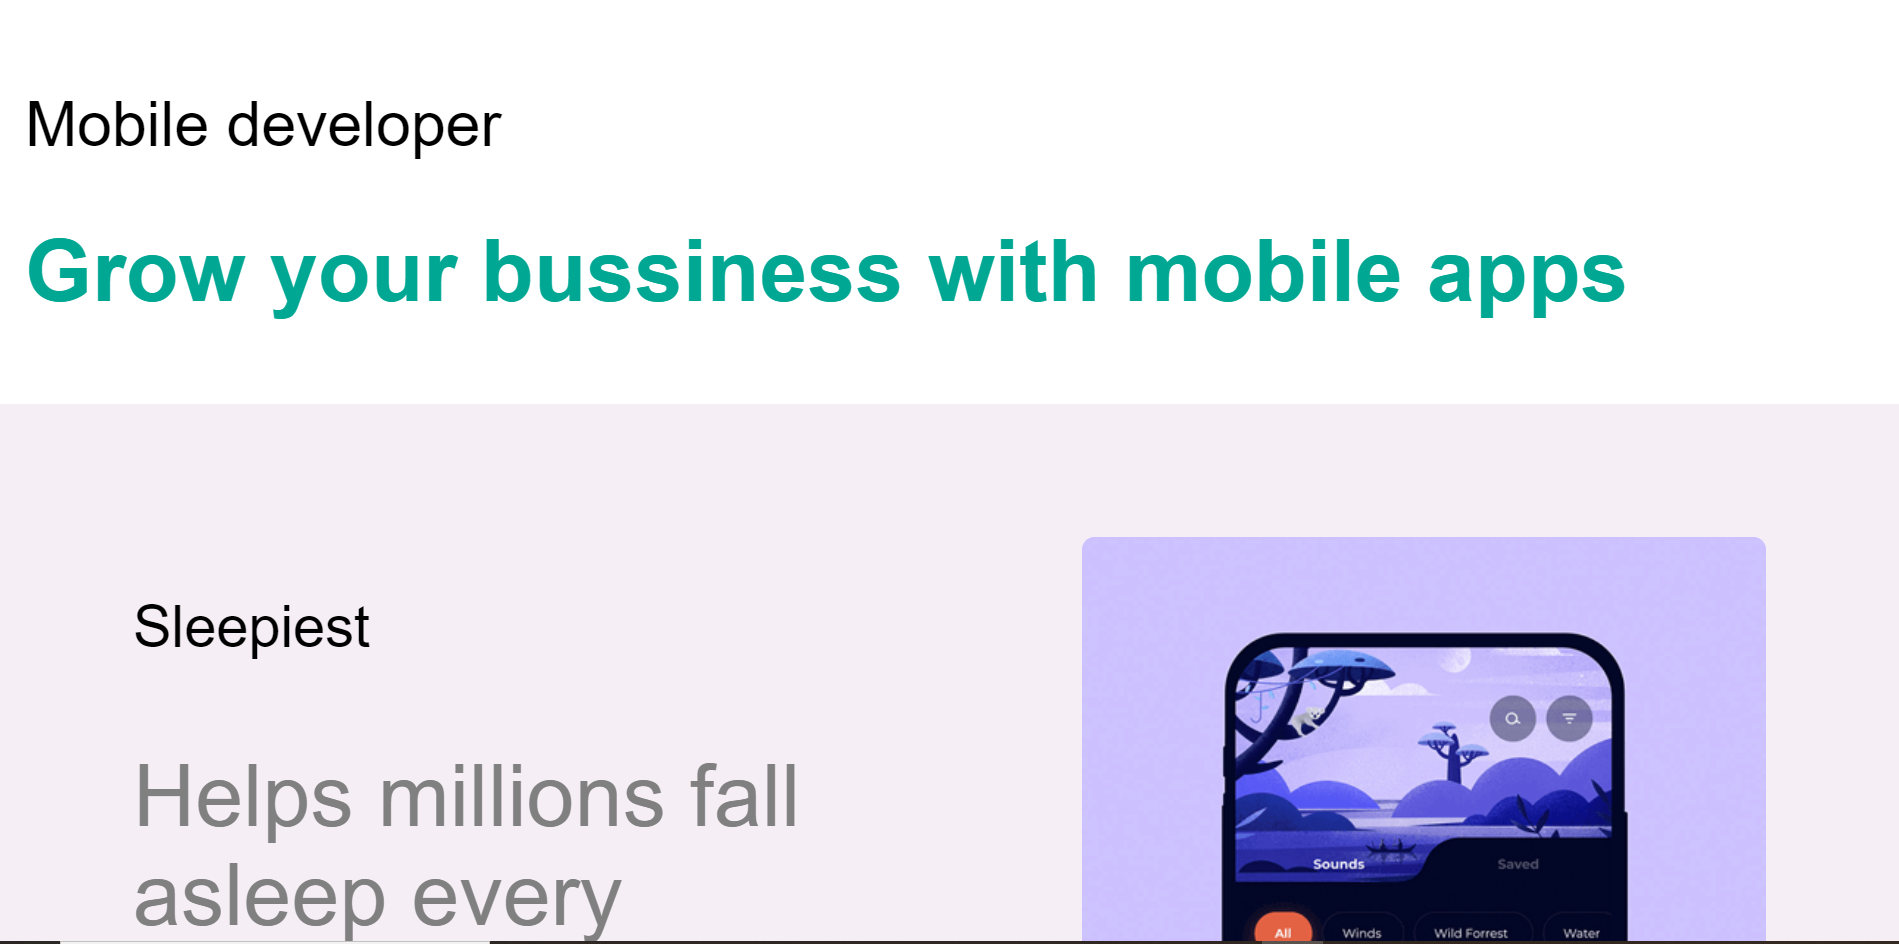 Mobile developer
Grow your bussiness with mobile apps
Sleepiest
Helps millions fall
asleep every
Sounds
Saved
All
Winds
Wild Forrest
Water